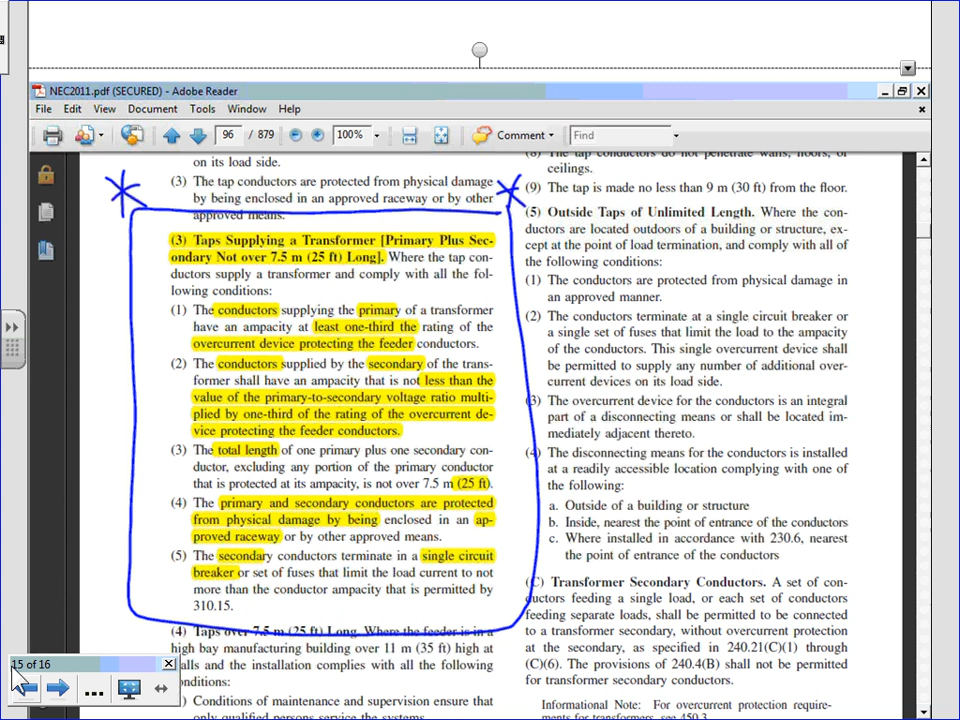 NEC2011.pdf (SECURED) - Adobe Reader
File Edit View Document Tools Window Help
96 / 879 100% Comment Find
on its load side.
(3) The tap conductors are protected from physical damage
by being enclosed in an approved raceway or by other
approved means.
(3) Taps Supplying a Transformer [Primary Plus Sec-
ondary Not over 7.5 m (25 ft) Long]. Where the tap con-
ductors supply a transformer and comply with all the fol-
lowing conditions:
(1) The conductors supplying the primary of a transformer
have an ampacity at least one-third the rating of the
overcurrent device protecting the feeder conductors.
(2) The conductors supplied by the secondary of the trans-
former shall have an ampacity that is not less than the
value of the primary-to-secondary voltage ratio multi-
plied by one-third of the rating of the overcurrent de-
vice protecting the feeder conductors.
(3) The total length of one primary plus one secondary con-
ductor, excluding any portion of the primary conductor
that is protected at its ampacity, is not over 7.5 m (25 ft).
(4) The primary and secondary conductors are protected
from physical damage by being enclosed in an ap-
proved raceway or by other approved means.
(5) The secondary conductors terminate in a single circuit
breaker or set of fuses that limit the load current to not
more than the conductor ampacity that is permitted by
310.15.
(4) Taps over 7.5 m (25 ft) Long. Where the feeder is in a
high bay manufacturing building over 11 m (35 ft) high at
walls and the installation complies with all the following
conditions:
Conditions of maintenance and supervision ensure that
only qualified persons service the systems.
(8) The tap conductors do not penetrate walls, floors, or
ceilings.
(9) The tap is made no less than 9 m (30 ft) from the floor.
(5) Outside Taps of Unlimited Length. Where the con-
ductors are located outdoors of a building or structure, ex-
cept at the point of load termination, and comply with all of
the following conditions:
(1) The conductors are protected from physical damage in
an approved manner.
(2) The conductors terminate at a single circuit breaker or
a single set of fuses that limit the load to the ampacity
of the conductors. This single overcurrent device shall
be permitted to supply any number of additional over-
current devices on its load side.
(3) The overcurrent device for the conductors is an integral
part of a disconnecting means or shall be located im-
mediately adjacent thereto.
(4) The disconnecting means for the conductors is installed
at a readily accessible location complying with one of
the following:
a. Outside of a building or structure
b. Inside, nearest the point of entrance of the conductors
c. Where installed in accordance with 230.6, nearest
the point of entrance of the conductors
(C) Transformer Secondary Conductors. A set of con-
ductors feeding a single load, or each set of conductors
feeding separate loads, shall be permitted to be connected
to a transformer secondary, without overcurrent protection
at the secondary, as specified in 240.21(C)(1) through
(C)(6). The provisions of 240.4(B) shall not be permitted
for transformer secondary conductors.
Informational Note: For overcurrent protection require-
ments for transformers, see 450.3.
15 of 16